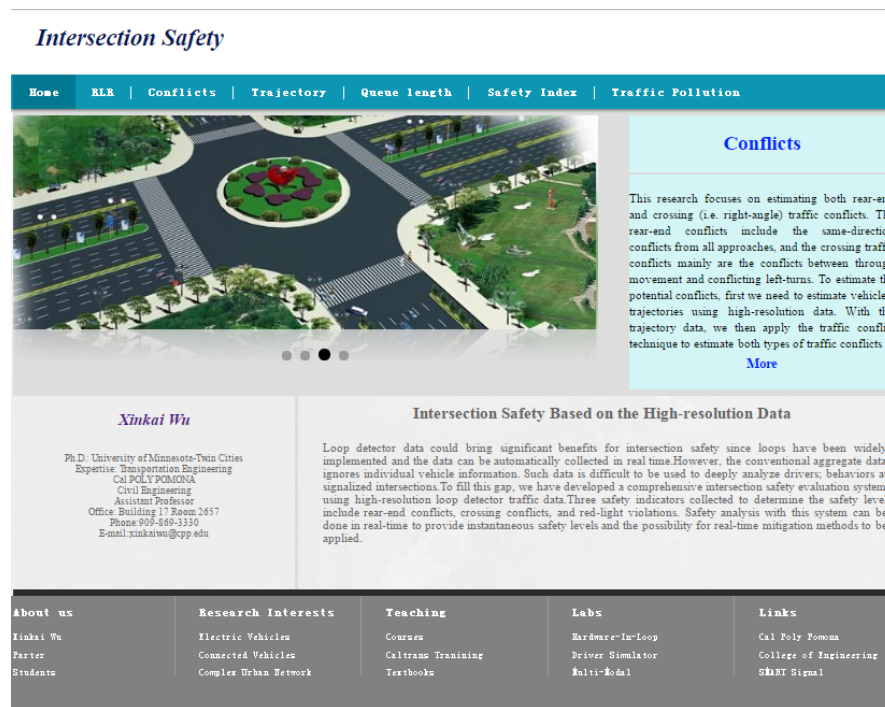 Intersection Safety
Home RLR Conflicts Trajectory Queue length Safety Index Traffic Pollution
Conflicts
This research focuses on estimating both rear-en
and crossing (i.e. right-angle) traffic conflicts. Th
rear-end conflicts include the same-directio
conflicts from all approaches, and the crossing traff
conflicts mainly are the conflicts between throug
movement and conflicting left-turns. To estimate th
potential conflicts, first we need to estimate vehicle
trajectories using high-resolution data. With th
trajectory data, we then apply the traffic confli
technique to estimate both types of traffic conflicts
More
Xinkai Wu
Ph.D.: University of Minnesota-Twin Cities
Expertise: Transportation Engineering
Cal POLY POMONA
Civil Engineering
Assistant Professor
Office: Building 17 Room 2657
Phone:909-869-3330
E-mail:xinkaiwu@cpp.edu
Intersection Safety Based on the High-resolution Data
Loop detector data could bring significant benefits for intersection safety since loops have been widely
implemented and the data can be automatically collected in real time.However, the conventional aggregate data
ignores individual vehicle information. Such data is difficult to be used to deeply analyze drivers; behaviors a
signalized intersections.To fill this gap, we have developed a comprehensive intersection safety evaluation system
using high-resolution loop detector traffic data.Three safety indicators collected to determine the safety leve
include rear-end conflicts, crossing conflicts, and red-light violations. Safety analysis with this system can be
done in real-time to provide instantaneous safety levels and the possibility for real-time mitigation methods to be
applied.
About us
Xinkai Wu
Parter
Students
Research Interests
Electric Vehicles
Connected Vehicles
Complex Urban Network
Teaching
Courses
Caltrans Tranining
Textbooks
Labs
Hardware-In-Loop
Driver Simulator
Multi-Modal
Links
Cal Poly Pomona
College of Engineering
SMART Signal